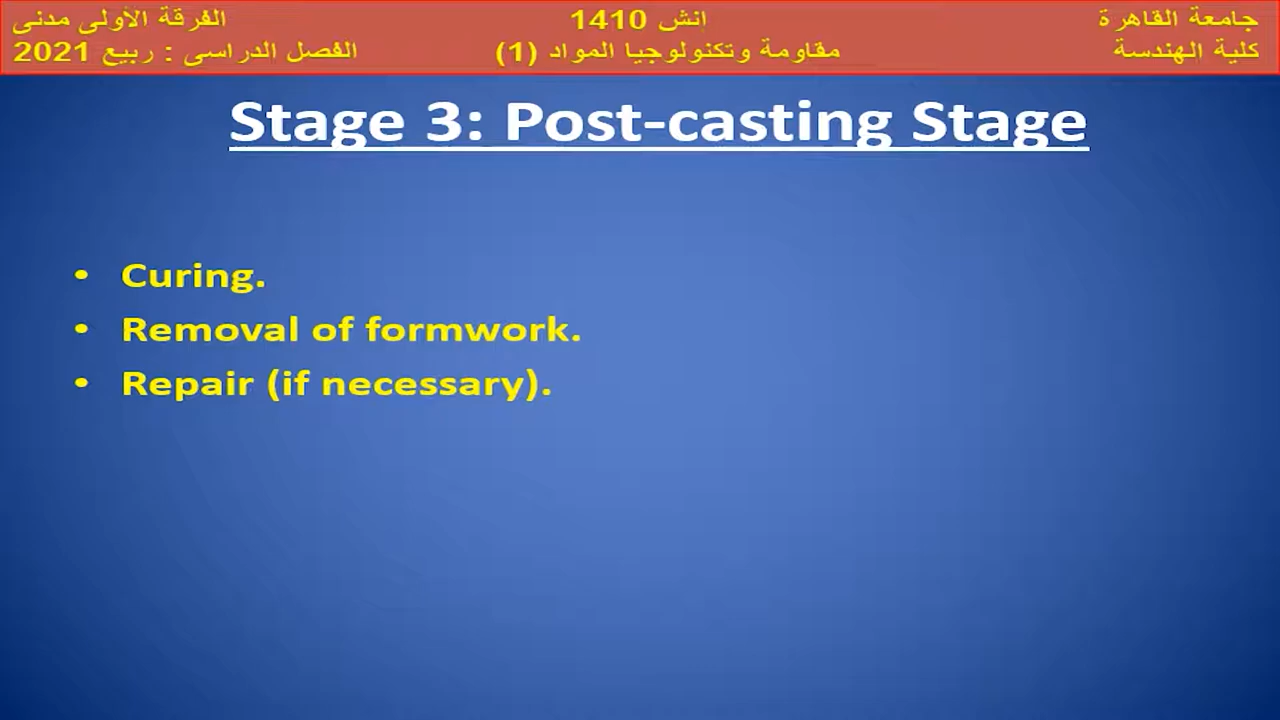 جامعة القاهرة
كلية الهندسة
إنش 1410
مقاومة وتكنولوجيا المواد (1)
الفرقة الأولى مدنى
الفصل الدراسى : ربيع 2021
Stage 3: Post-casting Stage
• Curing.
• Removal of formwork.
• Repair (if necessary).